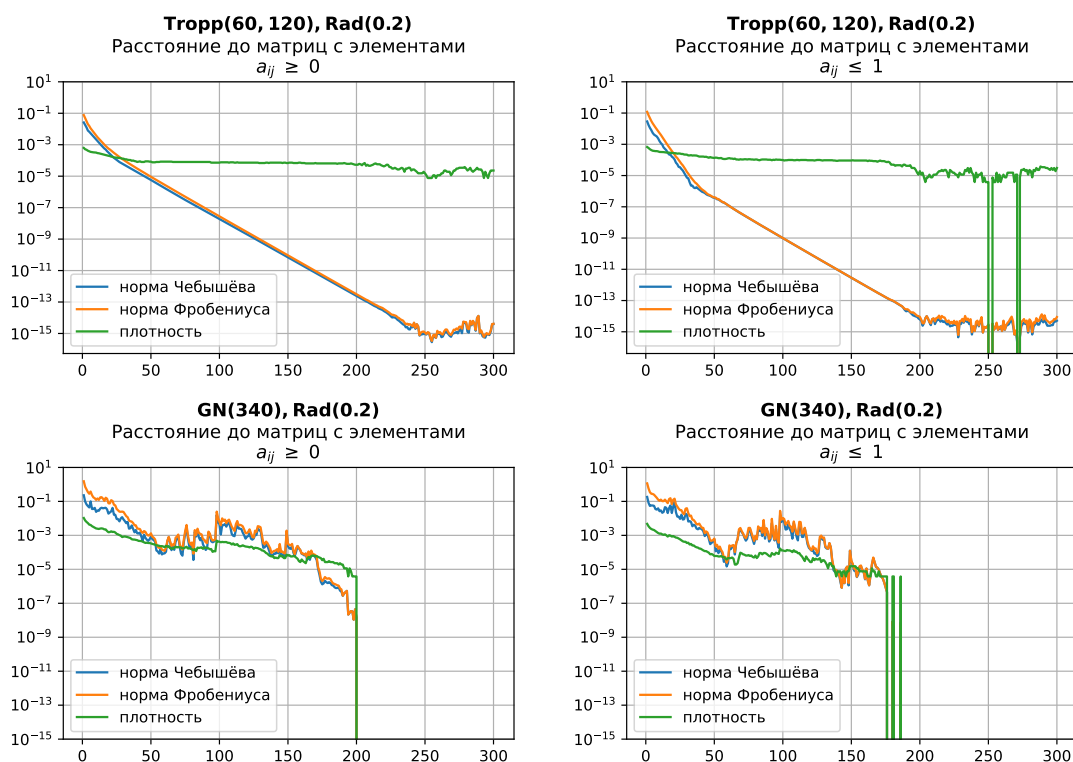 Tropp(60, 120), Rad(0.2)
Расстояние до матриц с элементами
a_{ij} ≥ 0
10^1
10^{-1}
10^{-3}
10^{-5}
10^{-7}
10^{-9}
10^{-11}
10^{-13}
10^{-15}
норма Чебышёва
норма Фробениуса
плотность
0 50 100 150 200 250 300
Tropp(60, 120), Rad(0.2)
Расстояние до матриц с элементами
a_{ij} ≤ 1
10^1
10^{-1}
10^{-3}
10^{-5}
10^{-7}
10^{-9}
10^{-11}
10^{-13}
10^{-15}
норма Чебышёва
норма Фробениуса
плотность
0 50 100 150 200 250 300
GN(340), Rad(0.2)
Расстояние до матриц с элементами
a_{ij} ≥ 0
10^1
10^{-1}
10^{-3}
10^{-5}
10^{-7}
10^{-9}
10^{-11}
10^{-13}
10^{-15}
норма Чебышёва
норма Фробениуса
плотность
0 50 100 150 200 250 300
GN(340), Rad(0.2)
Расстояние до матриц с элементами
a_{ij} ≤ 1
10^1
10^{-1}
10^{-3}
10^{-5}
10^{-7}
10^{-9}
10^{-11}
10^{-13}
10^{-15}
норма Чебышёва
норма Фробениуса
плотность
0 50 100 150 200 250 300